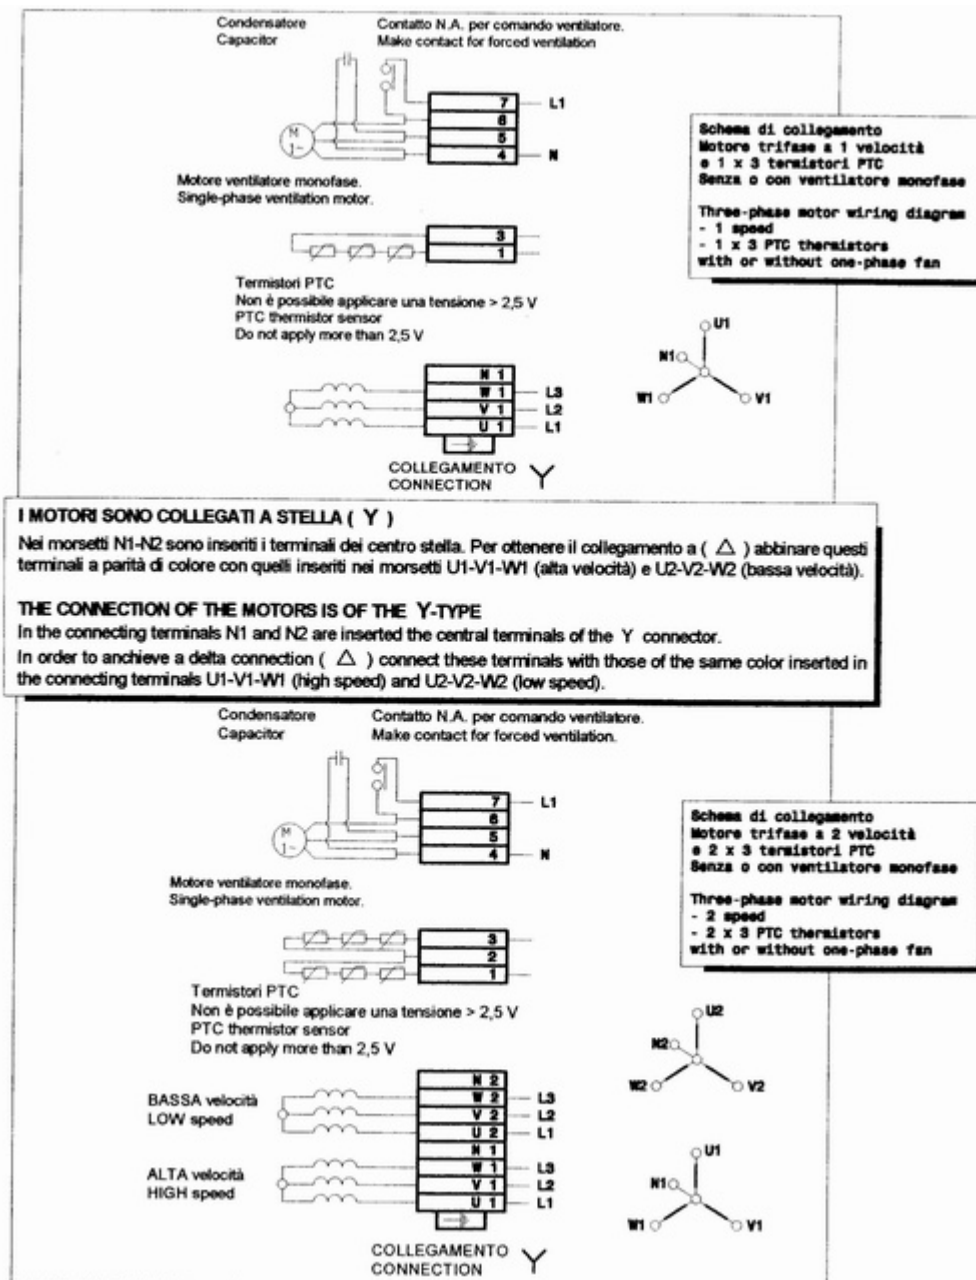 Condensatore
Capacitor
Contatto N.A. per comando ventilatore.
Make contact for forced ventilation
7 L1
6
5
4 N
M
1~
Motore ventilatore monofase.
Single-phase ventilation motor.
Schema di collegamento
Motore trifase a 1 velocità
e 1 x 3 termistori PTC
Senza o con ventilatore monofase
Three-phase motor wiring diagram
- 1 speed
- 1 x 3 PTC thermistors
with or without one-phase fan
3
1
Termistori PTC
Non è possibile applicare una tensione > 2,5 V
PTC thermistor sensor
Do not apply more than 2,5 V
U1
N1
W1 V1
N 1
W 1 L3
V 1 L2
U 1 L1
COLLEGAMENTO
CONNECTION Y
I MOTORI SONO COLLEGATI A STELLA ( Y )
Nei morsetti N1-N2 sono inseriti i terminali dei centro stella. Per ottenere il collegamento a ( △ ) abbinare questi
terminali a parità di colore con quelli inseriti nei morsetti U1-V1-W1 (alta velocità) e U2-V2-W2 (bassa velocità).
THE CONNECTION OF THE MOTORS IS OF THE Y-TYPE
In the connecting terminals N1 and N2 are inserted the central terminals of the Y connector.
In order to anchieve a delta connection ( △ ) connect these terminals with those of the same color inserted in
the connecting terminals U1-V1-W1 (high speed) and U2-V2-W2 (low speed).
Condensatore
Capacitor
Contatto N.A. per comando ventilatore.
Make contact for forced ventilation.
7 L1
6
5
4 N
M
1~
Motore ventilatore monofase.
Single-phase ventilation motor.
Schema di collegamento
Motore trifase a 2 velocità
e 2 x 3 termistori PTC
Senza o con ventilatore monofase
Three-phase motor wiring diagram
- 2 speed
- 2 x 3 PTC thermistors
with or without one-phase fan
3
2
1
Termistori PTC
Non è possibile applicare una tensione > 2,5 V
PTC thermistor sensor
Do not apply more than 2,5 V
U2
N2
W2 V2
BASSA velocità
LOW speed
N 2
W 2 L3
V 2 L2
U 2 L1
ALTA velocità
HIGH speed
N 1
W 1 L3
V 1 L2
U 1 L1
U1
N1
W1 V1
COLLEGAMENTO
CONNECTION Y